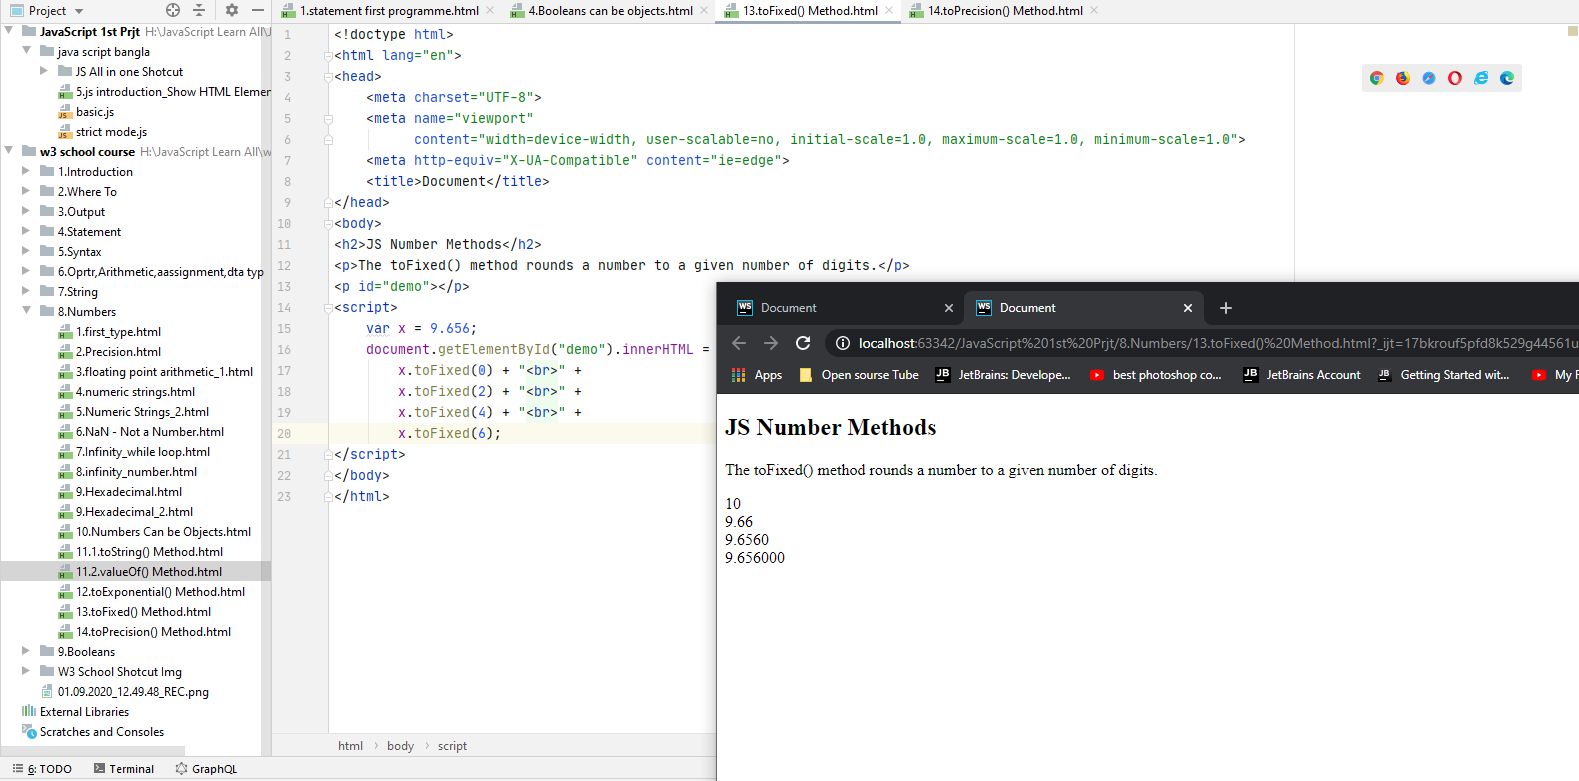 Project
1.statement first programme.html
4.Booleans can be objects.html
13.toFixed() Method.html
14.toPrecision() Method.html
JavaScript 1st Prjt H:\JavaScript Learn All\J
java script bangla
JS All in one Shotcut
5.js introduction_Show HTML Elemen
basic.js
strict mode.js
w3 school course H:\JavaScript Learn All\w
1.Introduction
2.Where To
3.Output
4.Statement
5.Syntax
6.Oprtr,Arithmetic,aassignment,dta typ
7.String
8.Numbers
1.first_type.html
2.Precision.html
3.floating point arithmetic_1.html
4.numeric strings.html
5.Numeric Strings_2.html
6.NaN - Not a Number.html
7.Infinity_while loop.html
8.infinity_number.html
9.Hexadecimal.html
9.Hexadecimal_2.html
10.Numbers Can be Objects.html
11.1.toString() Method.html
11.2.valueOf() Method.html
12.toExponential() Method.html
13.toFixed() Method.html
14.toPrecision() Method.html
9.Booleans
W3 School Shotcut Img
01.09.2020_12.49.48_REC.png
External Libraries
Scratches and Consoles
1 <!doctype html>
2 <html lang="en">
3 <head>
4 <meta charset="UTF-8">
5 <meta name="viewport"
6 content="width=device-width, user-scalable=no, initial-scale=1.0, maximum-scale=1.0, minimum-scale=1.0">
7 <meta http-equiv="X-UA-Compatible" content="ie=edge">
8 <title>Document</title>
9 </head>
10 <body>
11 <h2>JS Number Methods</h2>
12 <p>The toFixed() method rounds a number to a given number of digits.</p>
13 <p id="demo"></p>
14 <script>
15 var x = 9.656;
16 document.getElementById("demo").innerHTML =
17 x.toFixed(0) + "<br>" +
18 x.toFixed(2) + "<br>" +
19 x.toFixed(4) + "<br>" +
20 x.toFixed(6);
21 </script>
22 </body>
23 </html>
html › body › script
6: TODO
Terminal
GraphQL
WS Document
WS Document
localhost:63342/JavaScript%201st%20Prjt/8.Numbers/13.toFixed()%20Method.html?_ijt=17bkrouf5pfd8k529g44561u
Apps
Open sourse Tube
JB JetBrains: Develope...
best photoshop co...
JB JetBrains Account
JB Getting Started wit...
My F
JS Number Methods
The toFixed() method rounds a number to a given number of digits.
10
9.66
9.6560
9.656000